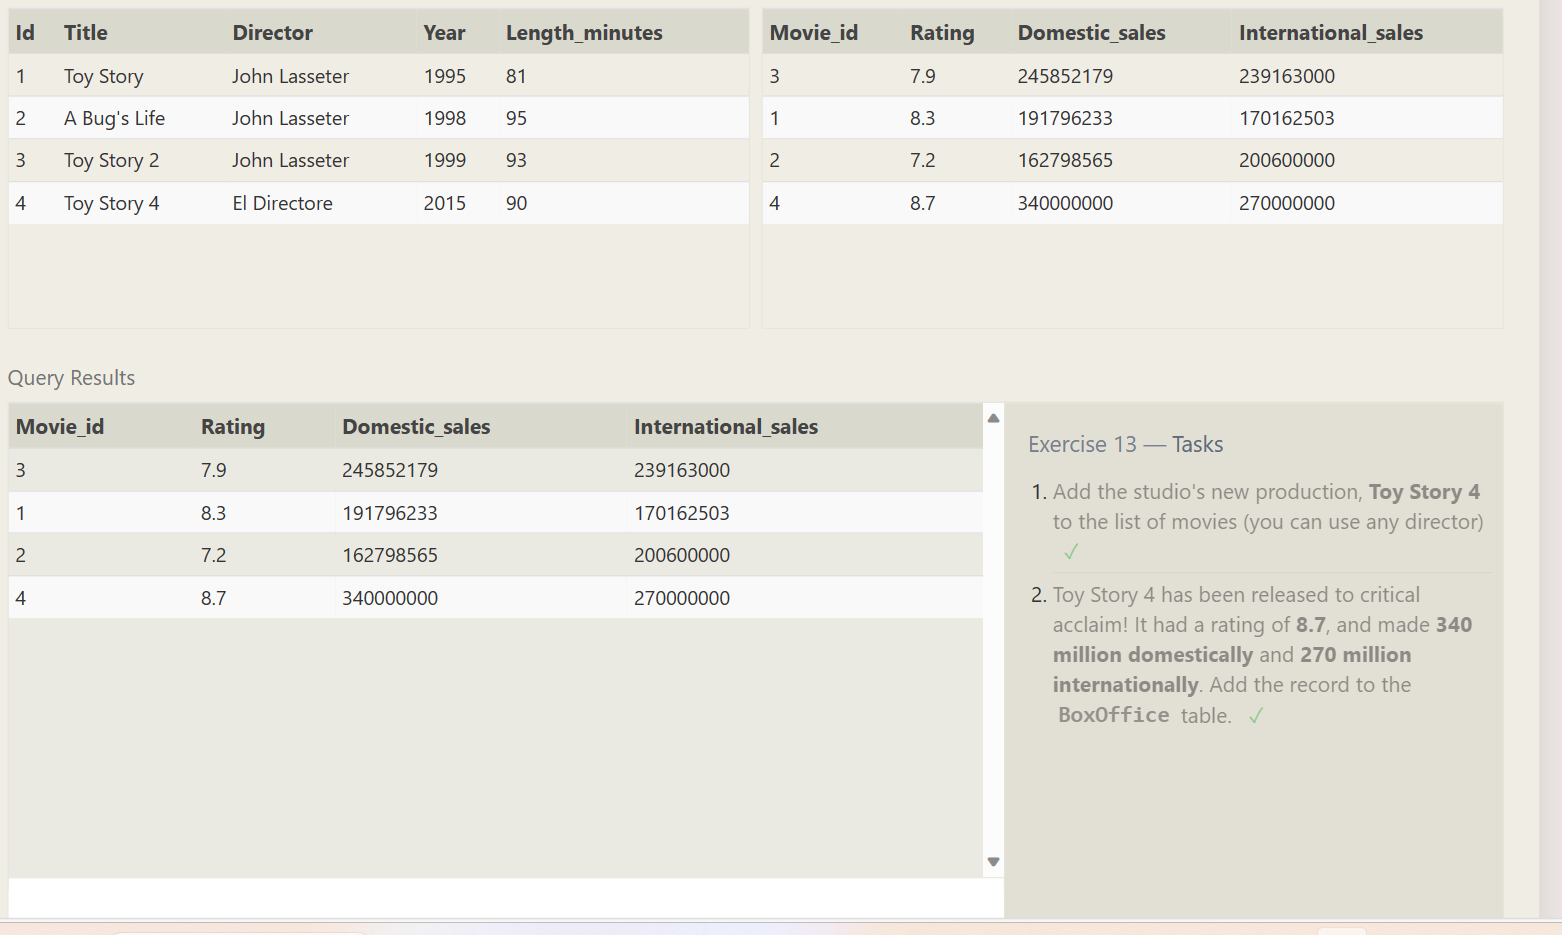 Id Title Director Year Length_minutes
1 Toy Story John Lasseter 1995 81
2 A Bug's Life John Lasseter 1998 95
3 Toy Story 2 John Lasseter 1999 93
4 Toy Story 4 El Directore 2015 90
Movie_id Rating Domestic_sales International_sales
3 7.9 245852179 239163000
1 8.3 191796233 170162503
2 7.2 162798565 200600000
4 8.7 340000000 270000000
Query Results
Movie_id Rating Domestic_sales International_sales
3 7.9 245852179 239163000
1 8.3 191796233 170162503
2 7.2 162798565 200600000
4 8.7 340000000 270000000
Exercise 13 — Tasks
1. Add the studio's new production, Toy Story 4
to the list of movies (you can use any director)
✓
2. Toy Story 4 has been released to critical
acclaim! It had a rating of 8.7, and made 340
million domestically and 270 million
internationally. Add the record to the
BoxOffice table. ✓